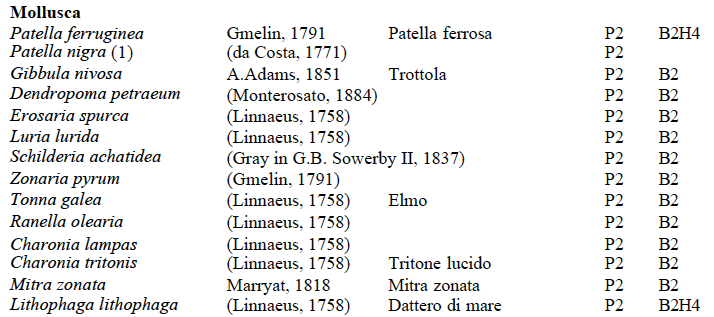 Mollusca
Patella ferruginea Gmelin, 1791 Patella ferrosa P2 B2H4
Patella nigra (1) (da Costa, 1771) P2
Gibbula nivosa A.Adams, 1851 Trottola P2 B2
Dendropoma petraeum (Monterosato, 1884) P2 B2
Erosaria spurca (Linnaeus, 1758) P2 B2
Luria lurida (Linnaeus, 1758) P2 B2
Schilderia achatidea (Gray in G.B. Sowerby II, 1837) P2 B2
Zonaria pyrum (Gmelin, 1791) P2 B2
Tonna galea (Linnaeus, 1758) Elmo P2 B2
Ranella olearia (Linnaeus, 1758) P2 B2
Charonia lampas (Linnaeus, 1758) P2 B2
Charonia tritonis (Linnaeus, 1758) Tritone lucido P2 B2
Mitra zonata Marryat, 1818 Mitra zonata P2 B2
Lithophaga lithophaga (Linnaeus, 1758) Dattero di mare P2 B2H4